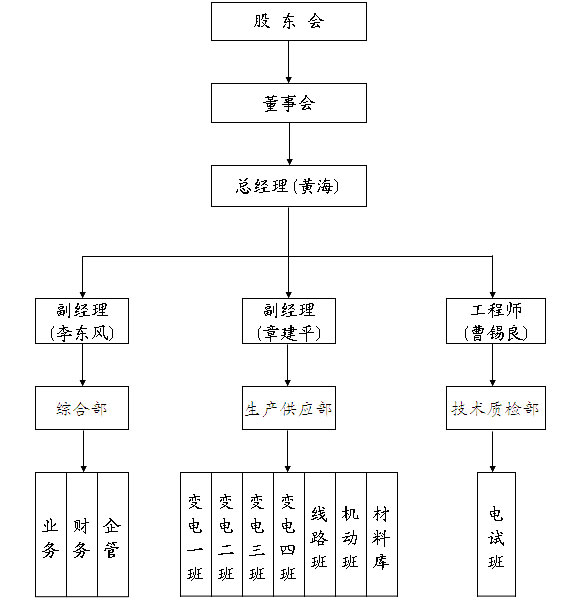 股东会
董事会
总经理(黄海)
副经理
(李东风)
副经理
(章建平)
工程师
(曹锡良)
综合部
生产供应部
技术质检部
业务
财务
企管
变电一班
变电二班
变电三班
变电四班
线路班
机动班
材料库
电试班